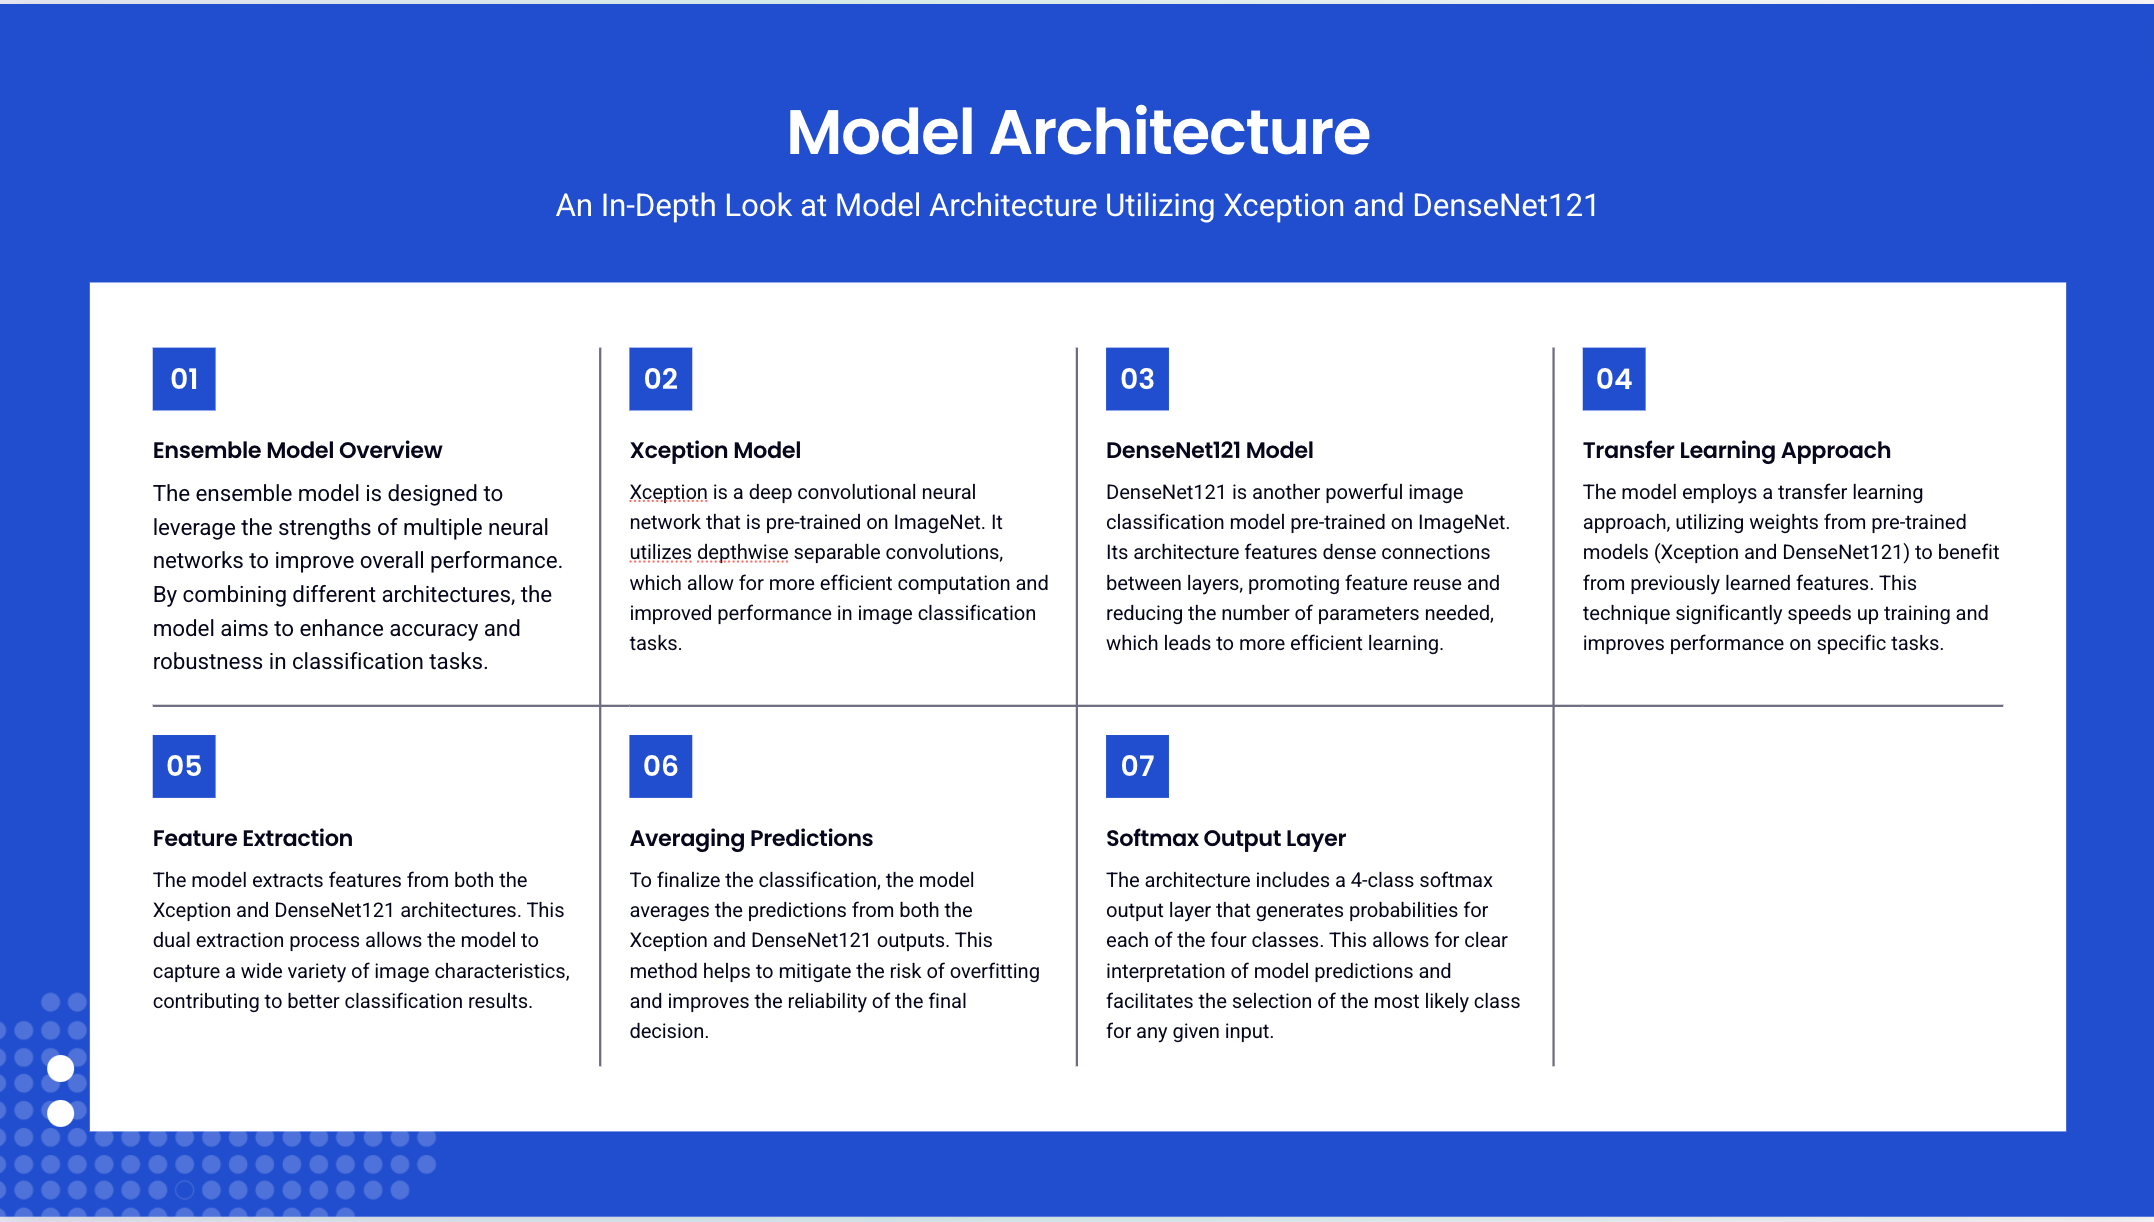 Model Architecture
An In-Depth Look at Model Architecture Utilizing Xception and DenseNet121
01
Ensemble Model Overview
The ensemble model is designed to
leverage the strengths of multiple neural
networks to improve overall performance.
By combining different architectures, the
model aims to enhance accuracy and
robustness in classification tasks.
02
Xception Model
Xception is a deep convolutional neural
network that is pre-trained on ImageNet. It
utilizes depthwise separable convolutions,
which allow for more efficient computation and
improved performance in image classification
tasks.
03
DenseNet121 Model
DenseNet121 is another powerful image
classification model pre-trained on ImageNet.
Its architecture features dense connections
between layers, promoting feature reuse and
reducing the number of parameters needed,
which leads to more efficient learning.
04
Transfer Learning Approach
The model employs a transfer learning
approach, utilizing weights from pre-trained
models (Xception and DenseNet121) to benefit
from previously learned features. This
technique significantly speeds up training and
improves performance on specific tasks.
05
Feature Extraction
The model extracts features from both the
Xception and DenseNet121 architectures. This
dual extraction process allows the model to
capture a wide variety of image characteristics,
contributing to better classification results.
06
Averaging Predictions
To finalize the classification, the model
averages the predictions from both the
Xception and DenseNet121 outputs. This
method helps to mitigate the risk of overfitting
and improves the reliability of the final
decision.
07
Softmax Output Layer
The architecture includes a 4-class softmax
output layer that generates probabilities for
each of the four classes. This allows for clear
interpretation of model predictions and
facilitates the selection of the most likely class
for any given input.